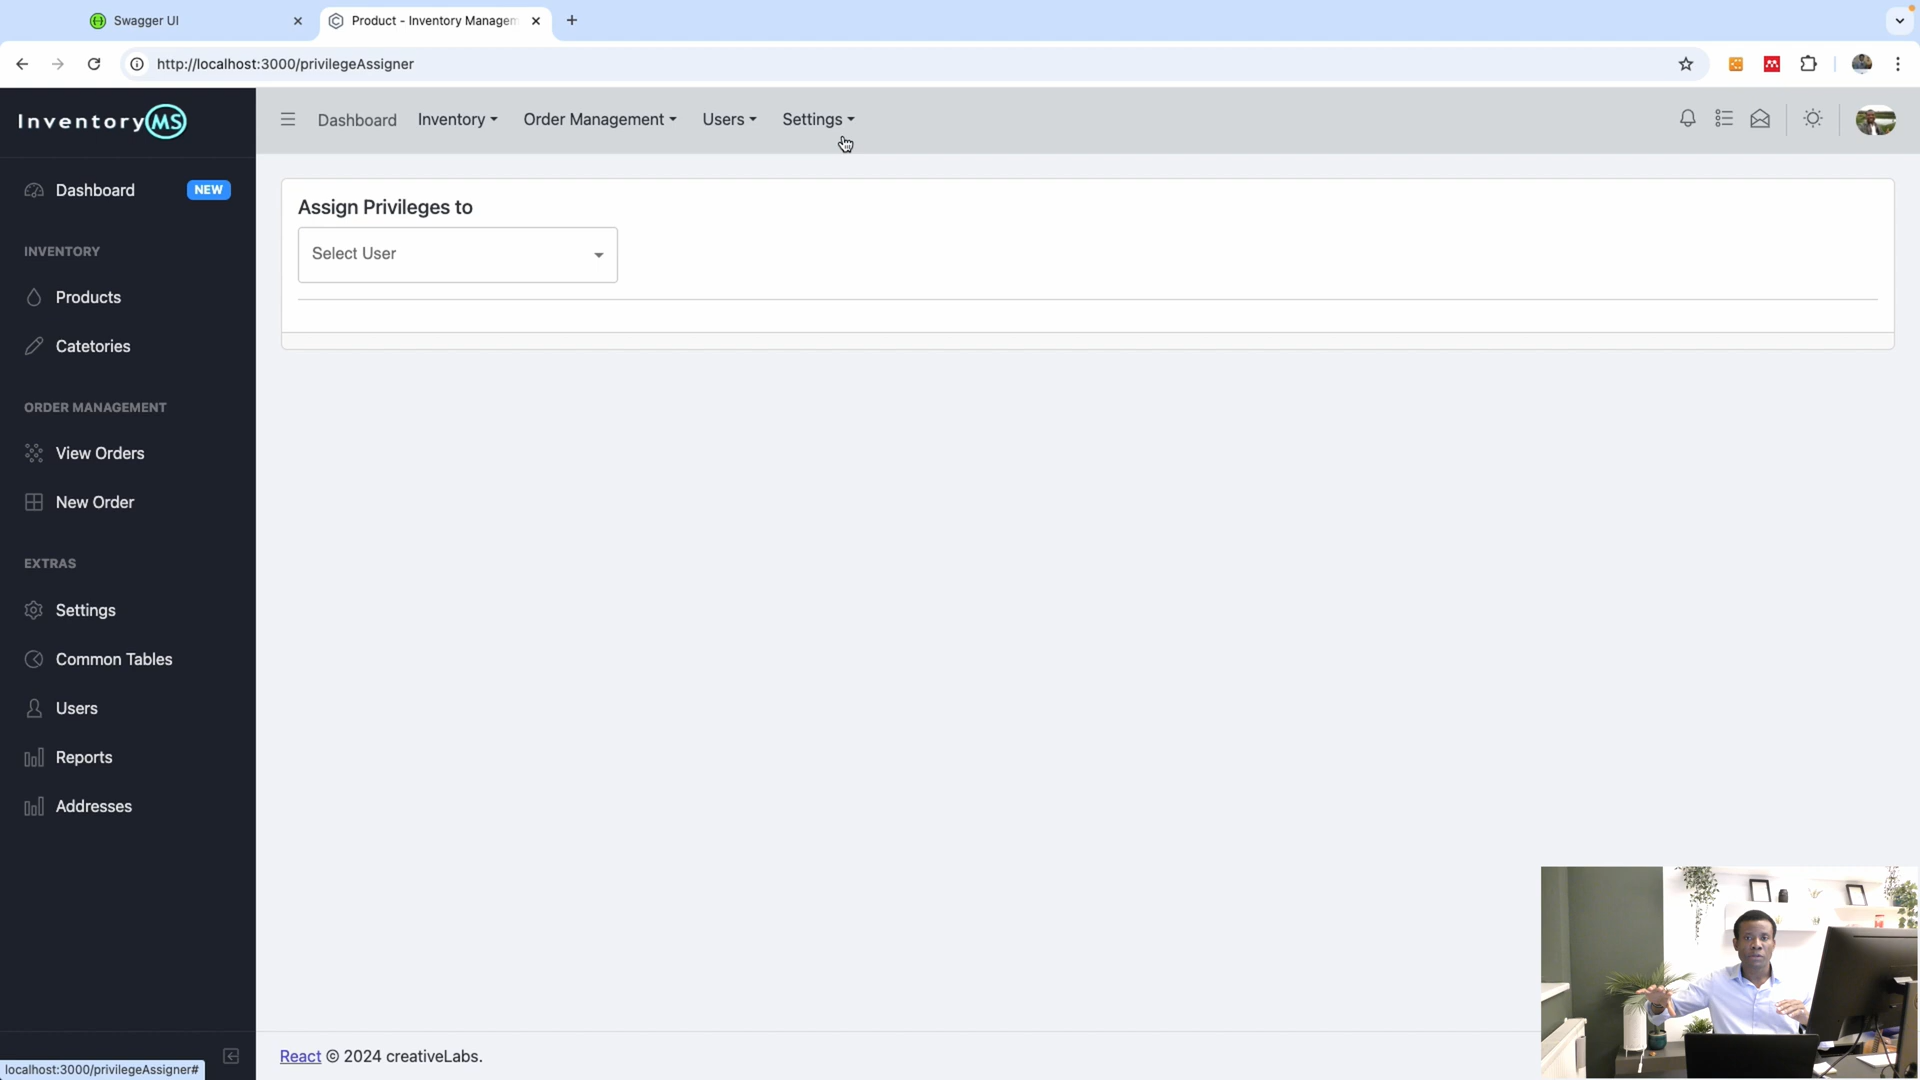 Swagger UI
Product - Inventory Managem
http://localhost:3000/privilegeAssigner
InventoryMS
Dashboard Inventory Order Management Users Settings
Dashboard NEW
INVENTORY
Products
Catetories
ORDER MANAGEMENT
View Orders
New Order
EXTRAS
Settings
Common Tables
Users
Reports
Addresses
Assign Privileges to
Select User
React © 2024 creativeLabs.
localhost:3000/privilegeAssigner#